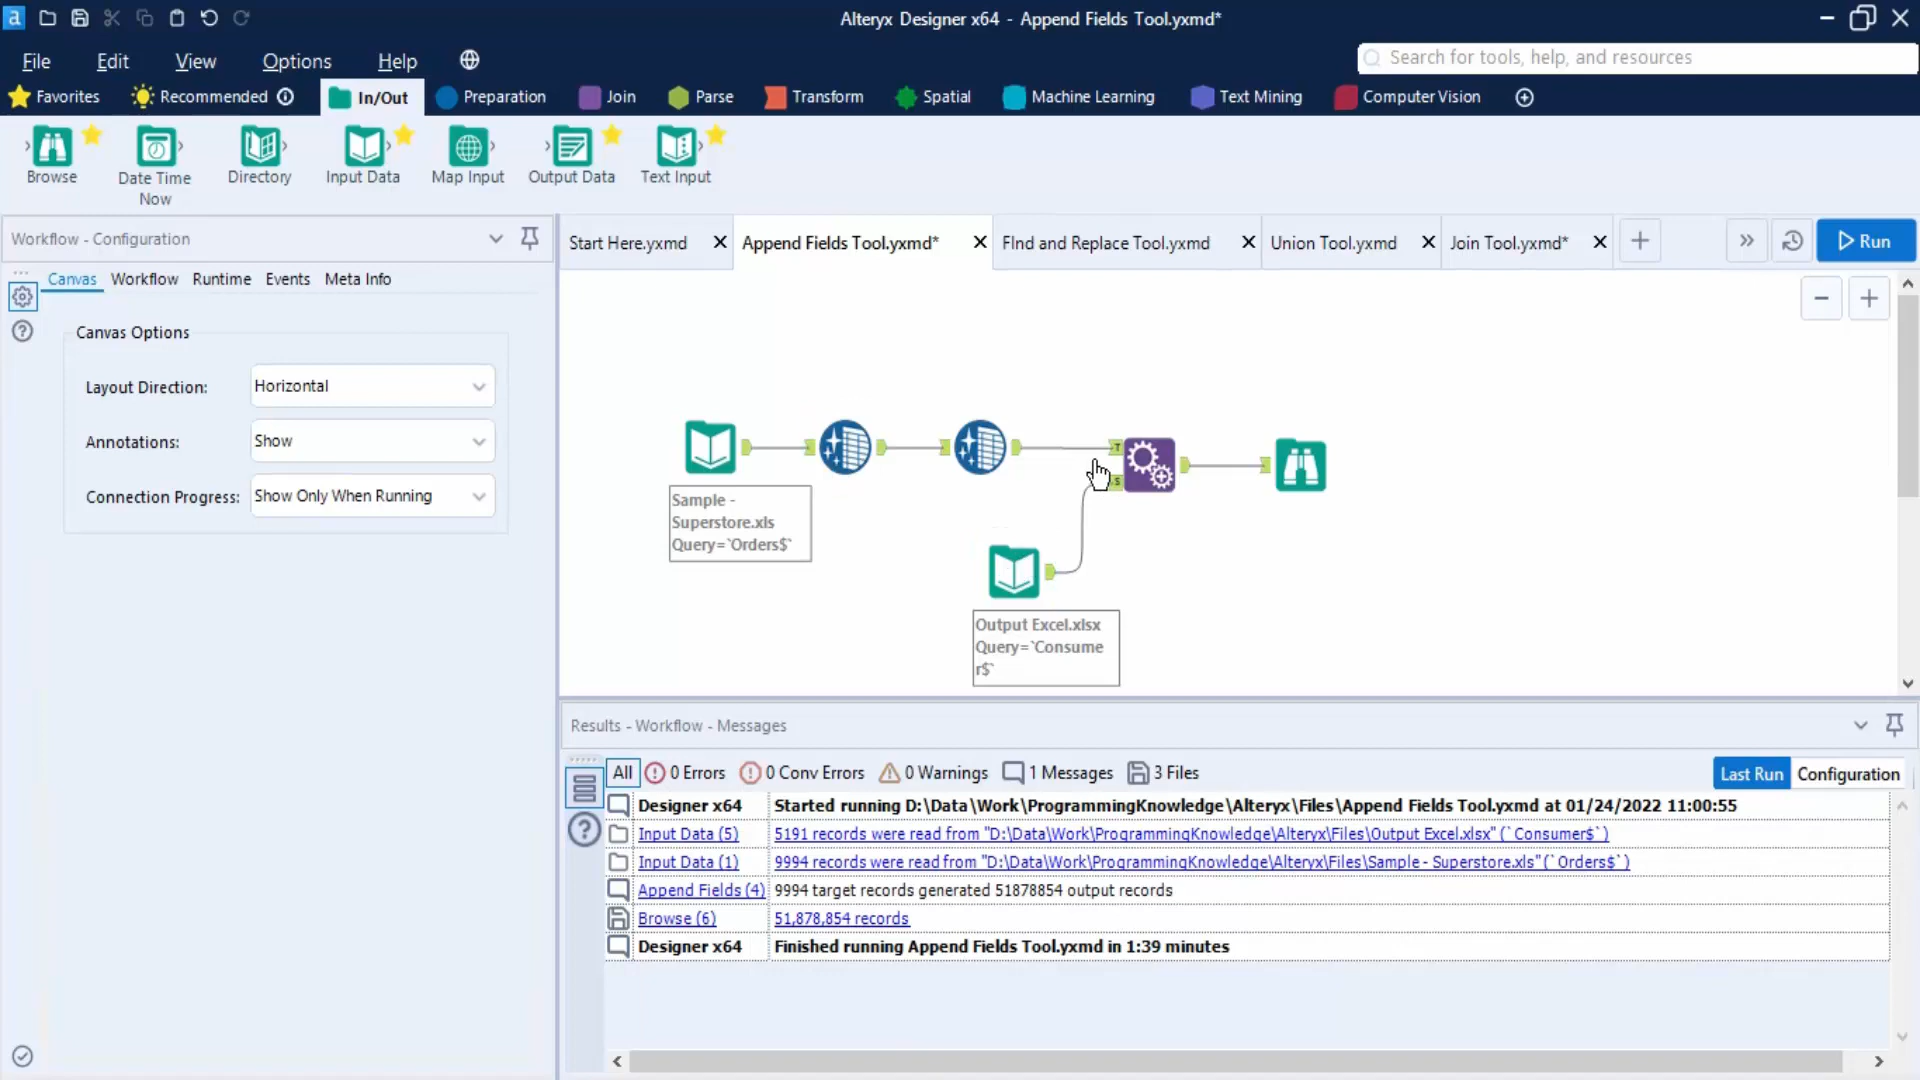 a
Alteryx Designer x64 - Append Fields Tool.yxmd*
File Edit View Options Help
Search for tools, help, and resources
Favorites Recommended In/Out Preparation Join Parse Transform Spatial Machine Learning Text Mining Computer Vision
Browse
Date Time
Now
Directory
Input Data
Map Input
Output Data
Text Input
Workflow - Configuration
Canvas Workflow Runtime Events Meta Info
Canvas Options
Layout Direction: Horizontal
Annotations: Show
Connection Progress: Show Only When Running
Start Here.yxmd
Append Fields Tool.yxmd*
FInd and Replace Tool.yxmd
Union Tool.yxmd
Join Tool.yxmd*
Run
T
S
Sample -
Superstore.xls
Query=`Orders$`
Output Excel.xlsx
Query=`Consume
r$`
Results - Workflow - Messages
All 0 Errors 0 Conv Errors 0 Warnings 1 Messages 3 Files Last Run Configuration
Designer x64 Started running D:\Data\Work\ProgrammingKnowledge\Alteryx\Files\Append Fields Tool.yxmd at 01/24/2022 11:00:55
Input Data (5) 5191 records were read from "D:\Data\Work\ProgrammingKnowledge\Alteryx\Files\Output Excel.xlsx" (`Consumer$`)
Input Data (1) 9994 records were read from "D:\Data\Work\ProgrammingKnowledge\Alteryx\Files\Sample - Superstore.xls" (`Orders$`)
Append Fields (4) 9994 target records generated 51878854 output records
Browse (6) 51,878,854 records
Designer x64 Finished running Append Fields Tool.yxmd in 1:39 minutes